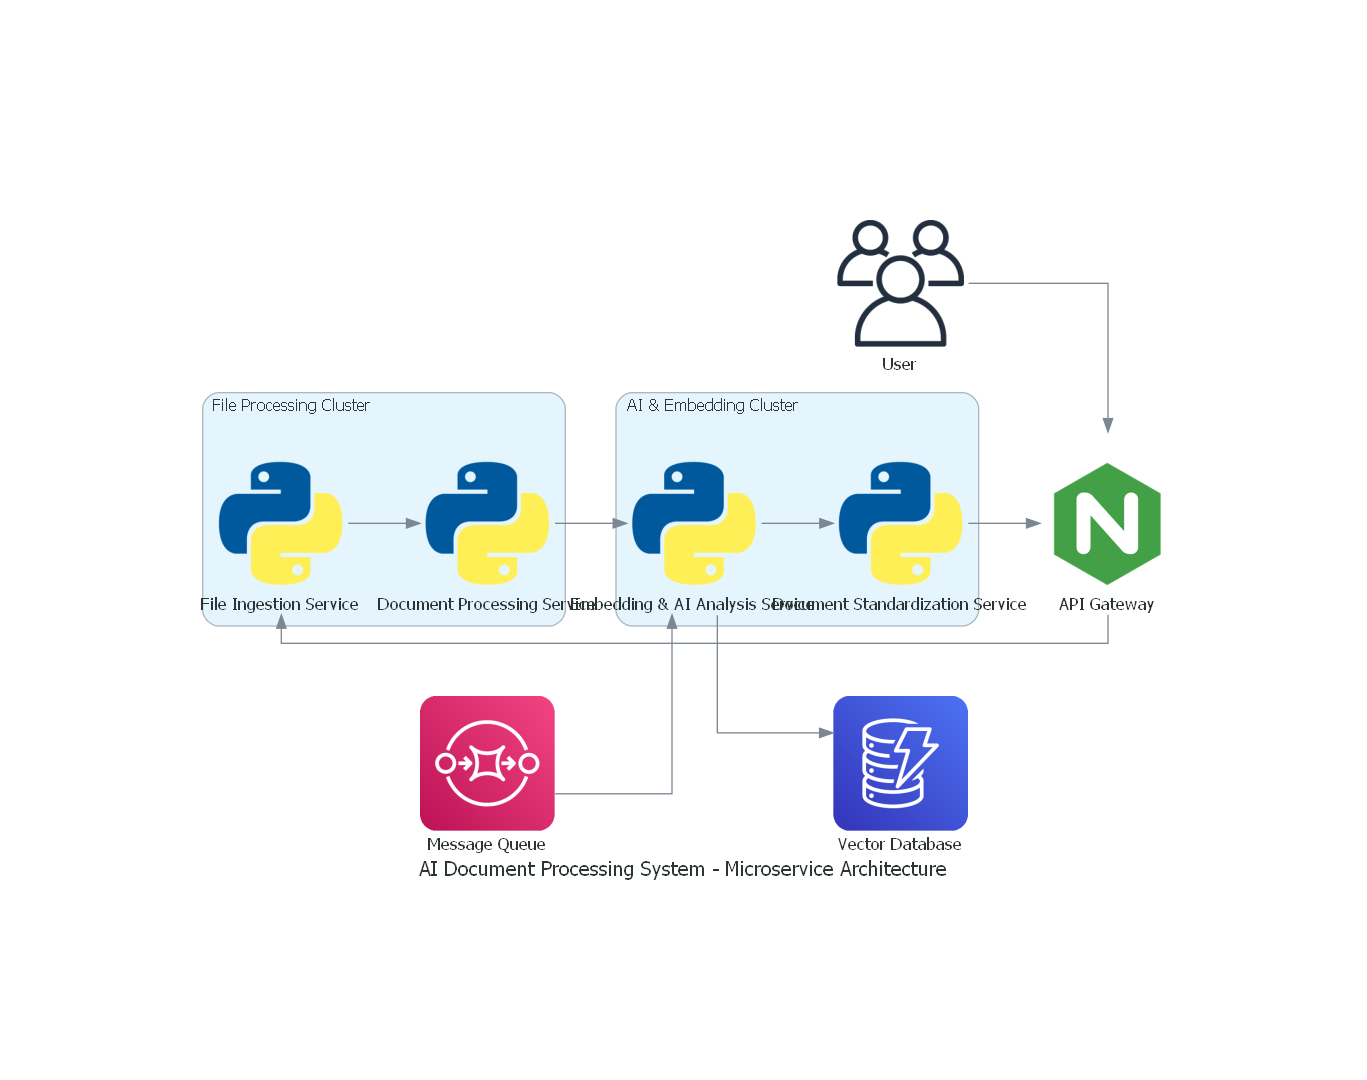 User
File Processing Cluster
AI & Embedding Cluster
File Ingestion Service
Document Processing Service
Embedding & AI Analysis Service
Document Standardization Service
API Gateway
Message Queue
Vector Database
AI Document Processing System - Microservice Architecture